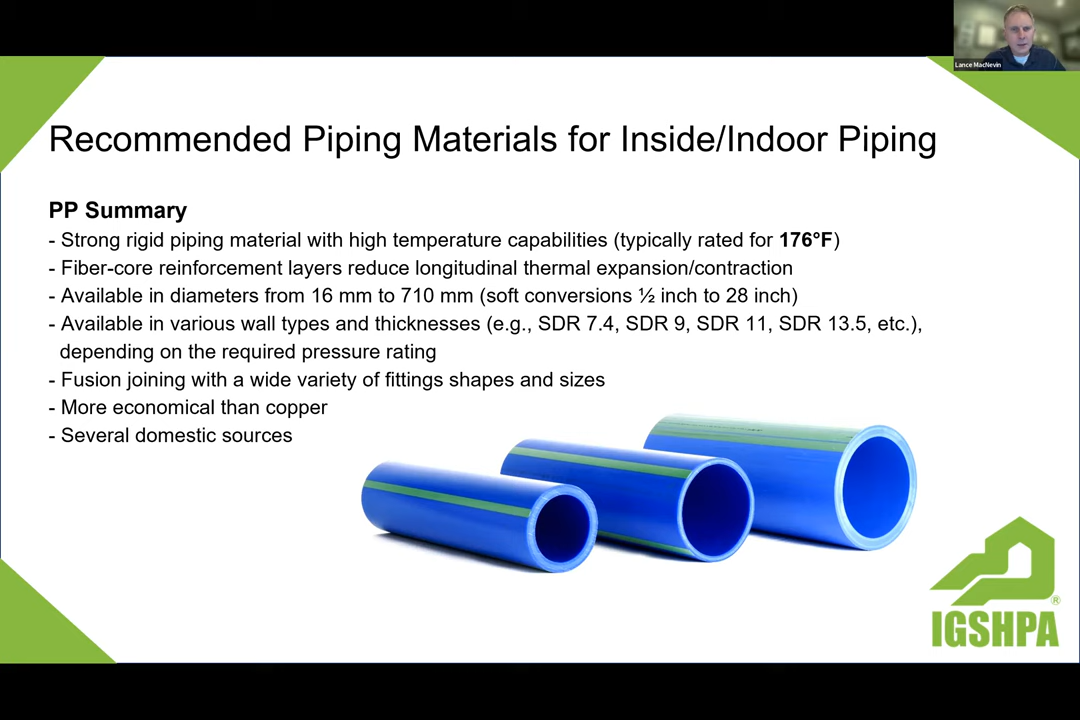 Lance MacNevin
Recommended Piping Materials for Inside/Indoor Piping
PP Summary
- Strong rigid piping material with high temperature capabilities (typically rated for 176°F)
- Fiber-core reinforcement layers reduce longitudinal thermal expansion/contraction
- Available in diameters from 16 mm to 710 mm (soft conversions ½ inch to 28 inch)
- Available in various wall types and thicknesses (e.g., SDR 7.4, SDR 9, SDR 11, SDR 13.5, etc.),
depending on the required pressure rating
- Fusion joining with a wide variety of fittings shapes and sizes
- More economical than copper
- Several domestic sources
®
IGSHPA